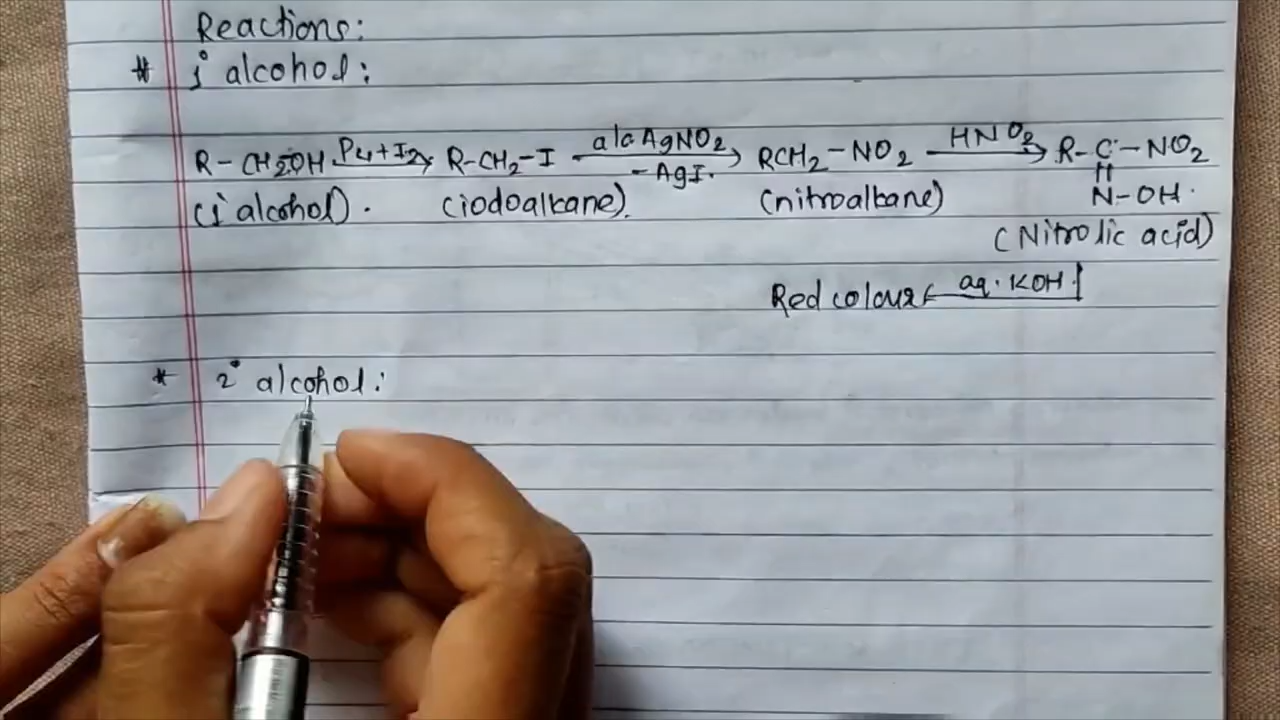 Reactions:
* 1° alcohol:
R-CH2OH P4+I2 R-CH2-I alc AgNO2 RCH2-NO2 HNO2 R-C-NO2
-AgI. N-OH.
(1° alcohol). (iodoalkane). (nitroalkane)
(Nitrolic acid)
Red colour aq. KOH
* 2° alcohol: